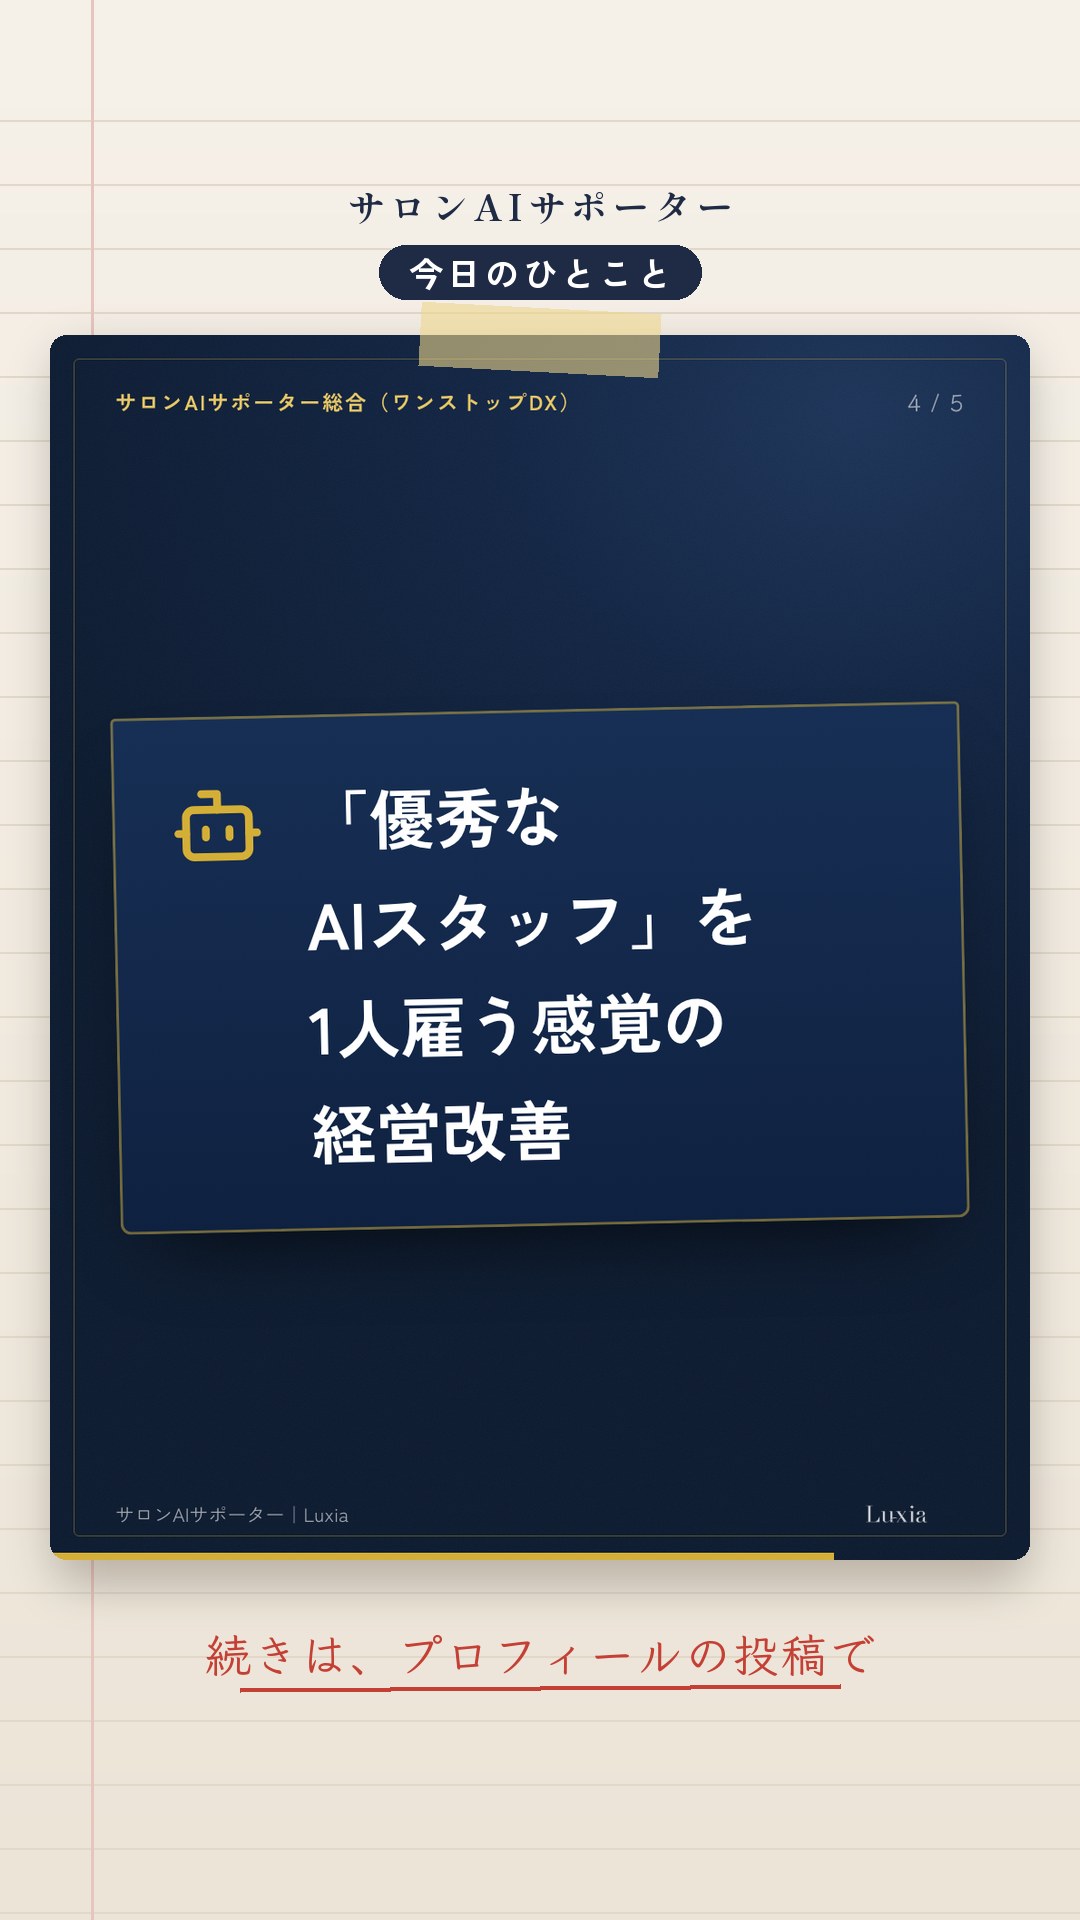 サロンAIサポーター
今日のひとこと
サロンAIサポーター総合（ワンストップDX）
4 / 5
「優秀な
AIスタッフ」を
1人雇う感覚の
経営改善
サロンAIサポーター｜Luxia
Luxia
続きは、プロフィールの投稿で